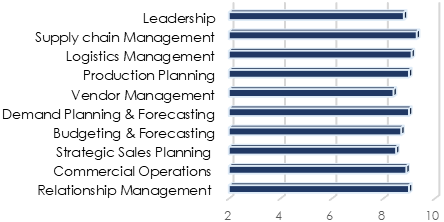 Leadership
Supply chain Management
Logistics Management
Production Planning
Vendor Management
Demand Planning & Forecasting
Budgeting & Forecasting
Strategic Sales Planning
Commercial Operations
Relationship Management
2 4 6 8 10